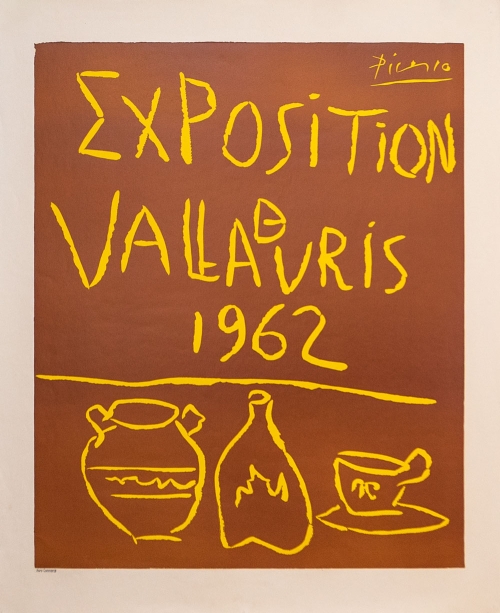 Picasso
EXPOSITION
VALLAURIS
1962